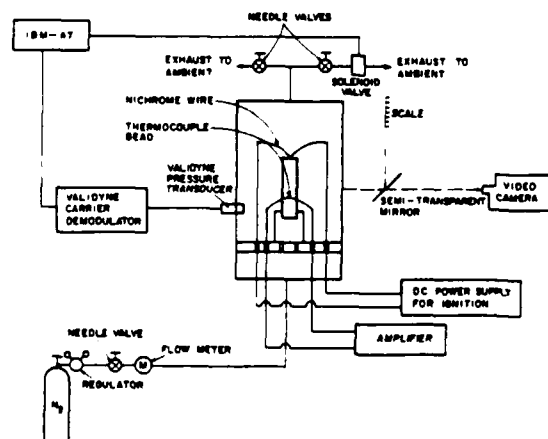 IBM-AT
NEEDLE VALVES
EXHAUST TO
AMBIENT
EXHAUST TO
AMBIENT
SOLENOID
VALVE
SCALE
NICHROME WIRE
THERMOCOUPLE
BEAD
VALIDYNE
PRESSURE
TRANSDUCER
VALIDYNE
CARRIER
DEMODULATOR
VIDEO
CAMERA
SEMI-TRANSPARENT
MIRROR
DC POWER SUPPLY
FOR IGNITION
AMPLIFIER
NEEDLE VALVE
FLOW METER
M
REGULATOR
N2